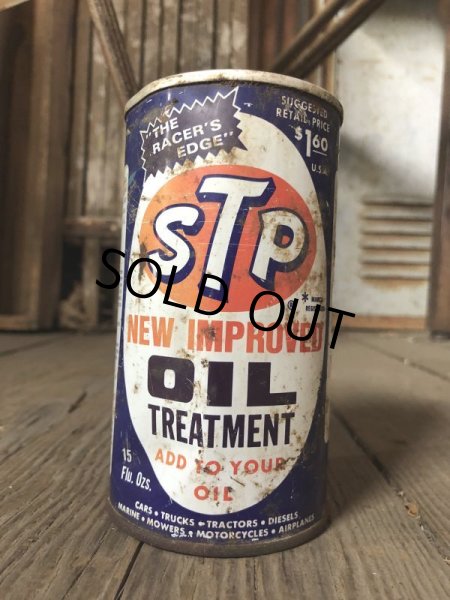 "THE
RACER'S
EDGE"
SUGGESTED
RETAIL PRICE
$1.60
U.S.A.
STP
®
*
SOLD OUT
NEW IMPROVED
OIL
TREATMENT
15
Flu. Ozs.
ADD TO YOUR
OIL
CARS • TRUCKS • TRACTORS • DIESELS
MARINE • MOWERS • MOTORCYCLES • AIRPLANES